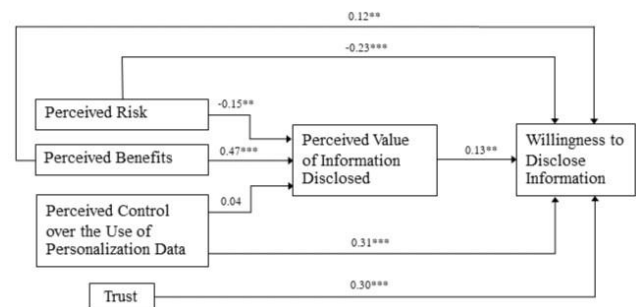 0.12**
-0.23***
Perceived Risk
-0.15**
Perceived Benefits
0.47***
Perceived Value
of Information
Disclosed
0.13**
Willingness to
Disclose
Information
Perceived Control
over the Use of
Personalization Data
0.04
0.31***
Trust
0.30***